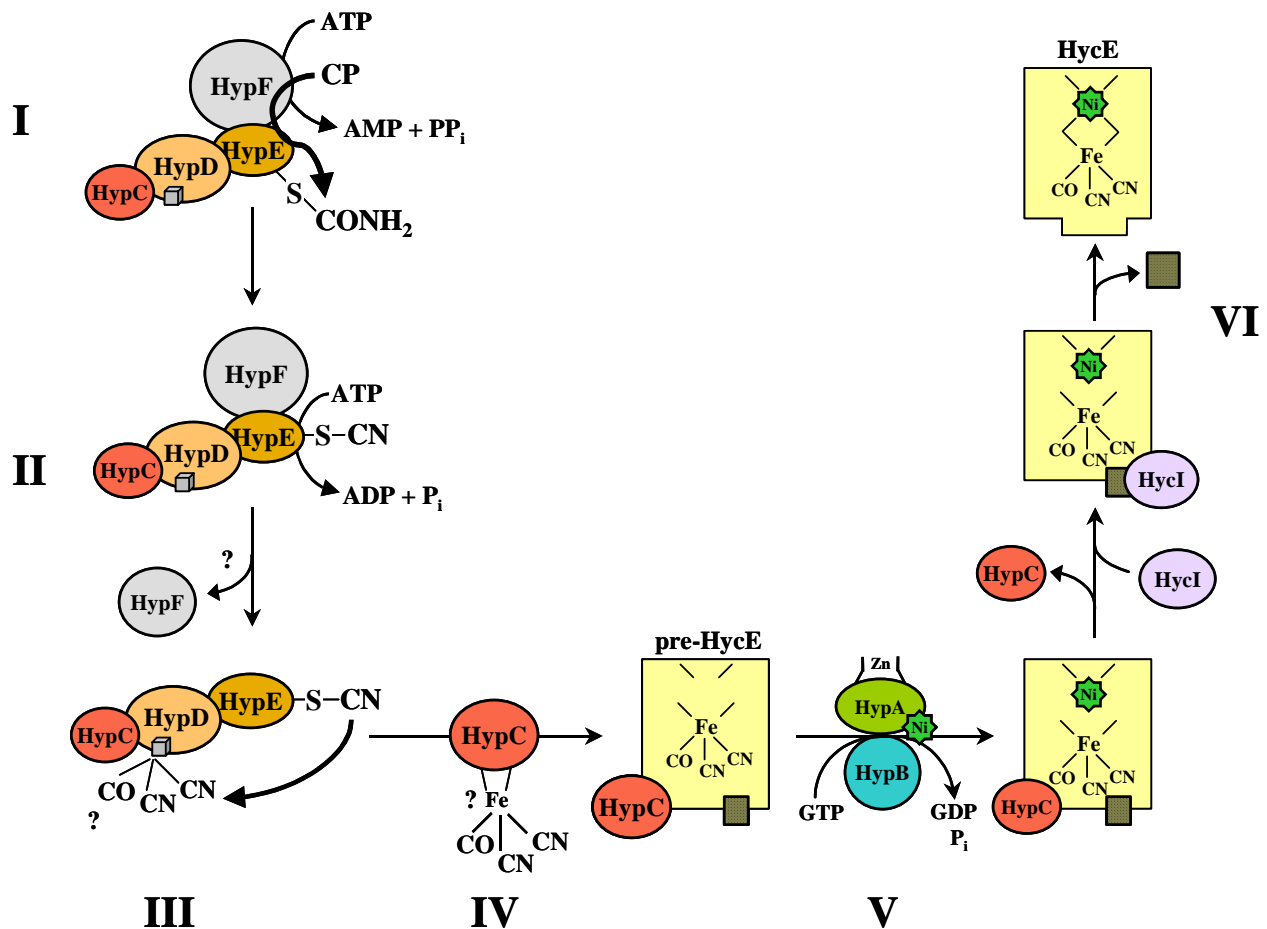 I
ATP
HypF
CP
AMP + PPi
HypE
HypD
HypC
S
CONH2
II
HypF
ATP
HypE
S
CN
HypD
HypC
ADP + Pi
?
HypF
III
HypE
S
CN
HypD
HypC
CO
CN
CN
?
IV
HypC
?
Fe
CO
CN
CN
pre-HycE
Fe
CO
CN
CN
HypC
V
Zn
HypA
Ni
HypB
GTP
GDP
Pi
Ni
Fe
CO
CN
CN
HypC
HypC
HycI
VI
Ni
Fe
CO
CN
CN
HycI
HycE
Ni
Fe
CO
CN
CN